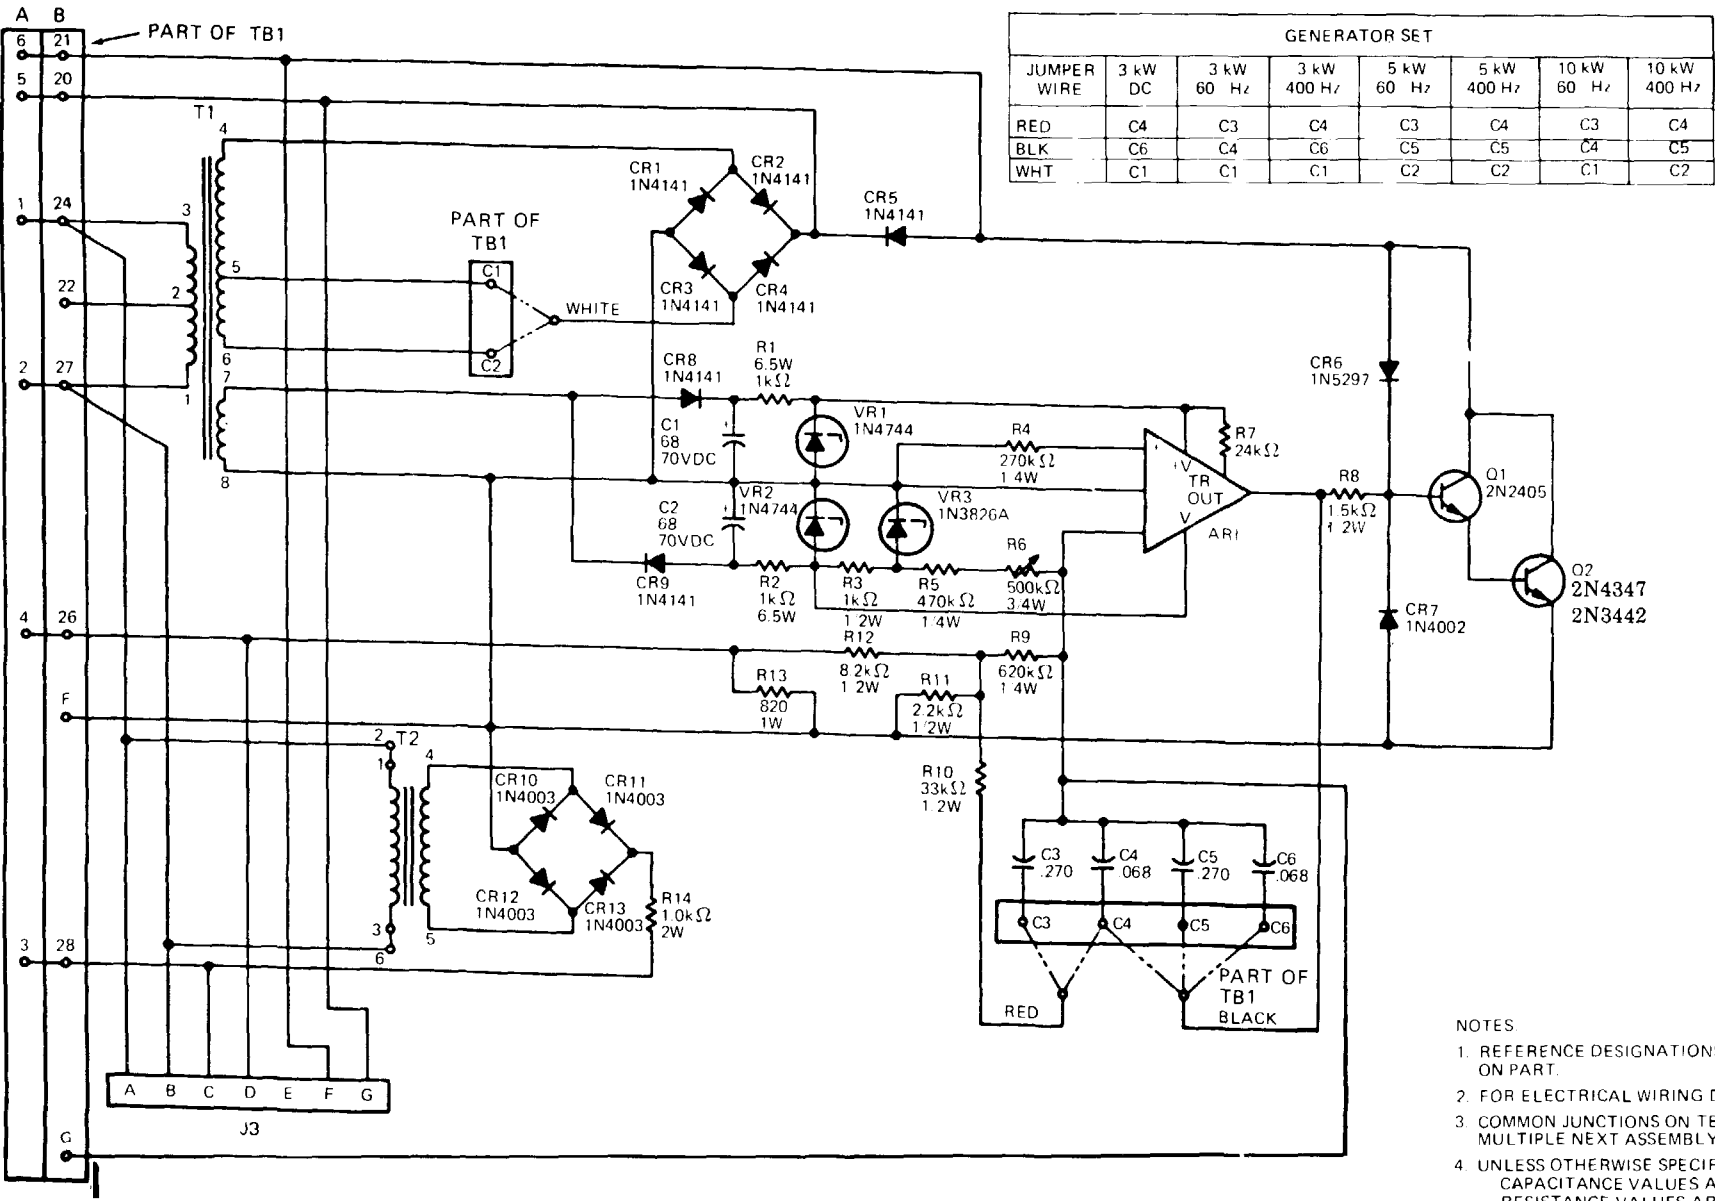 A B
PART OF TB1
6 21
5 20
T1
4
1 24
3
5
22
2
6
2 27
7
1
8
4 26
F
3 28
G
GENERATOR SET
JUMPER WIRE 3 kW DC 3 kW 60 Hz 3 kW 400 Hz 5 kW 60 Hz 5 kW 400 Hz 10 kW 60 Hz 10 kW 400 Hz
RED C4 C3 C4 C3 C4 C3 C4
BLK C6 C4 C6 C5 C5 C4 C5
WHT C1 C1 C1 C2 C2 C1 C2
CR1
1N4141
CR2
1N4141
CR3
1N4141
CR4
1N4141
CR5
1N4141
PART OF
TB1
C1
C2
WHITE
CR8
1N4141
R1
6.5W
1kΩ
C1
68
70VDC
VR1
1N4744
R4
270kΩ
1 4W
R7
24kΩ
+
+V
TR
OUT
V
AR1
CR6
1N5297
R8
1.5kΩ
1 2W
Q1
2N2405
VR2
1N4744
VR3
1N3826A
C2
68
70VDC
CR9
1N4141
R2
1kΩ
6.5W
R3
1kΩ
1 2W
R5
470kΩ
1/4W
R6
500kΩ
3/4W
CR7
1N4002
Q2
2N4347
2N3442
R12
8.2kΩ
1 2W
R9
620kΩ
1 4W
R13
820
1W
R11
2.2kΩ
1/2W
R10
33kΩ
1.2W
2 T2
1
4
3
6
5
CR10
1N4003
CR11
1N4003
CR12
1N4003
CR13
1N4003
R14
1.0kΩ
2W
C3
.270
C4
.068
C5
.270
C6
.068
C3 C4 C5 C6
RED
PART OF
TB1
BLACK
A B C D E F G
J3
NOTES
1. REFERENCE DESIGNATION
ON PART.
2. FOR ELECTRICAL WIRING
3. COMMON JUNCTIONS ON
MULTIPLE NEXT ASSEMBLY
4. UNLESS OTHERWISE
CAPACITANCE VALUES
RESISTANCE VALUES